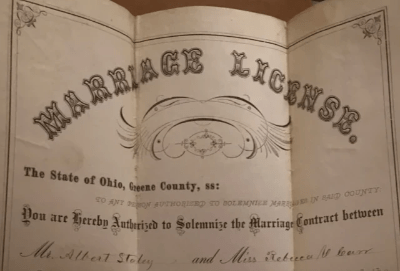 MARRIAGE LICENSE.
The State of Ohio, Greene County, ss:
TO ANY PERSON AUTHORIZED TO SOLEMNIZE MARRIAGES IN SAID COUNTY
You are Hereby Authorized to Solemnize the Marriage Contract between
Mr. Albert Staley and Miss Rebecca